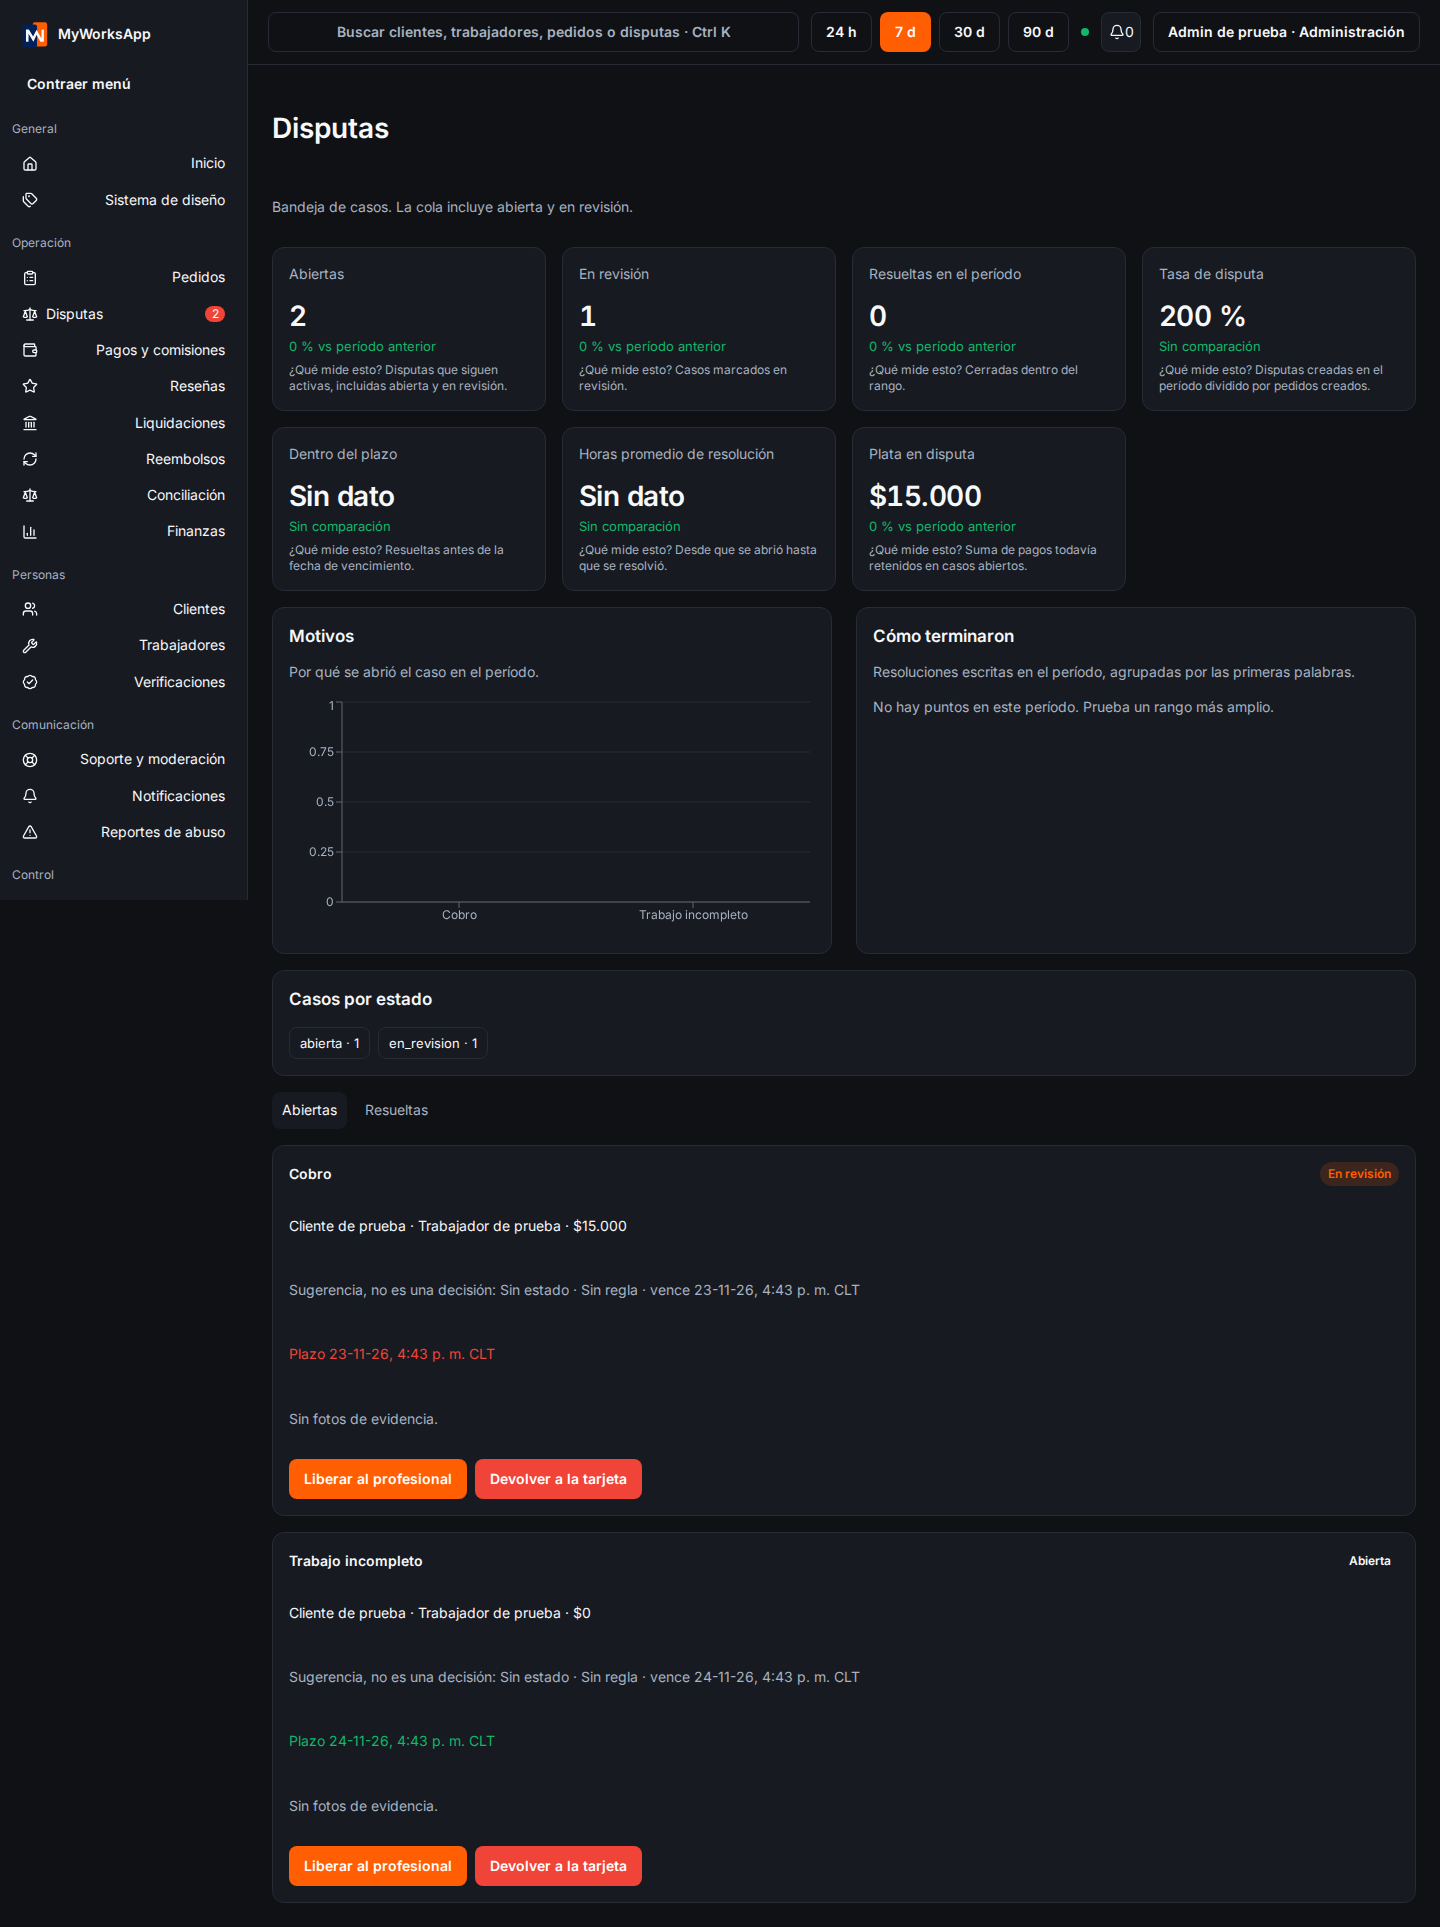 MyWorksApp
Contraer menú
General
Inicio
Sistema de diseño
Operación
Pedidos
Disputas 2
Pagos y comisiones
Reseñas
Liquidaciones
Reembolsos
Conciliación
Finanzas
Personas
Clientes
Trabajadores
Verificaciones
Comunicación
Soporte y moderación
Notificaciones
Reportes de abuso
Control
Buscar clientes, trabajadores, pedidos o disputas · Ctrl K
24 h
7 d
30 d
90 d
0
Admin de prueba · Administración
Disputas
Bandeja de casos. La cola incluye abierta y en revisión.
Abiertas
2
0 % vs período anterior
¿Qué mide esto? Disputas que siguen
activas, incluidas abierta y en revisión.
En revisión
1
0 % vs período anterior
¿Qué mide esto? Casos marcados en
revisión.
Resueltas en el período
0
0 % vs período anterior
¿Qué mide esto? Cerradas dentro del
rango.
Tasa de disputa
200 %
Sin comparación
¿Qué mide esto? Disputas creadas en el
período dividido por pedidos creados.
Dentro del plazo
Sin dato
Sin comparación
¿Qué mide esto? Resueltas antes de la
fecha de vencimiento.
Horas promedio de resolución
Sin dato
Sin comparación
¿Qué mide esto? Desde que se abrió hasta
que se resolvió.
Plata en disputa
$15.000
0 % vs período anterior
¿Qué mide esto? Suma de pagos todavía
retenidos en casos abiertos.
Motivos
Por qué se abrió el caso en el período.
1
0.75
0.5
0.25
0
Cobro
Trabajo incompleto
Cómo terminaron
Resoluciones escritas en el período, agrupadas por las primeras palabras.
No hay puntos en este período. Prueba un rango más amplio.
Casos por estado
abierta · 1
en_revision · 1
Abiertas
Resueltas
Cobro
En revisión
Cliente de prueba · Trabajador de prueba · $15.000
Sugerencia, no es una decisión: Sin estado · Sin regla · vence 23-11-26, 4:43 p. m. CLT
Plazo 23-11-26, 4:43 p. m. CLT
Sin fotos de evidencia.
Liberar al profesional
Devolver a la tarjeta
Trabajo incompleto
Abierta
Cliente de prueba · Trabajador de prueba · $0
Sugerencia, no es una decisión: Sin estado · Sin regla · vence 24-11-26, 4:43 p. m. CLT
Plazo 24-11-26, 4:43 p. m. CLT
Sin fotos de evidencia.
Liberar al profesional
Devolver a la tarjeta